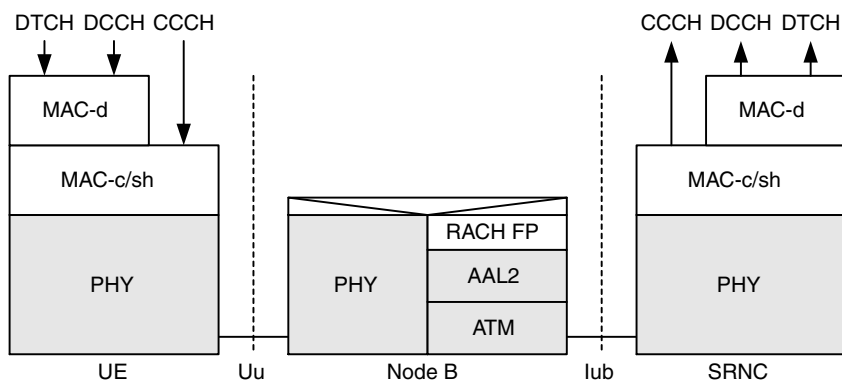 DTCH DCCH CCCH
CCCH DCCH DTCH
MAC-d
MAC-d
MAC-c/sh
MAC-c/sh
RACH FP
PHY
PHY
AAL2
PHY
ATM
UE
Uu
Node B
Iub
SRNC